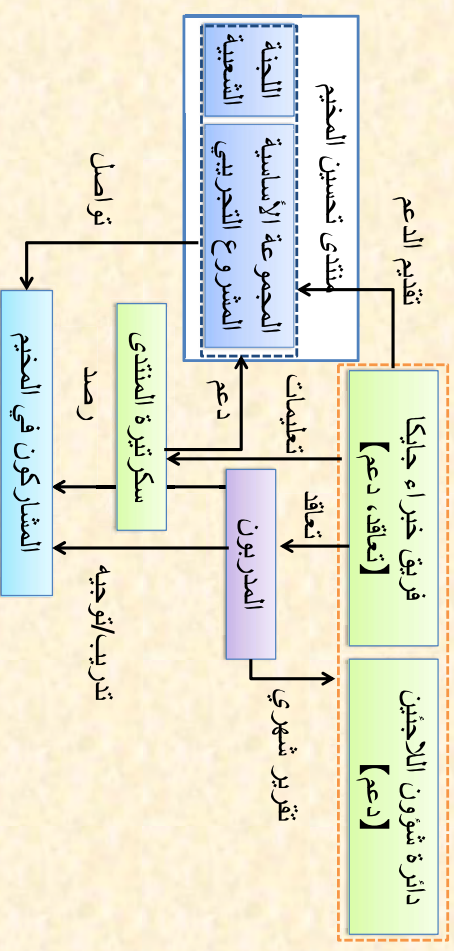 دائرة شؤون اللاجئين
【دعم】
فريق خبراء جايكا
【تعاقد، دعم】
تقديم الدعم
منتدى تحسين المخيم
اللجنة
الشعبية
المجموعة الأساسية
المشروع التجريبي
تعليمات
تعاقد
تقرير شهري
المدربون
دعم
سكرتيرة المنتدى
تواصل
رصد
تدريب/توجيه
المشاركون في المخيم